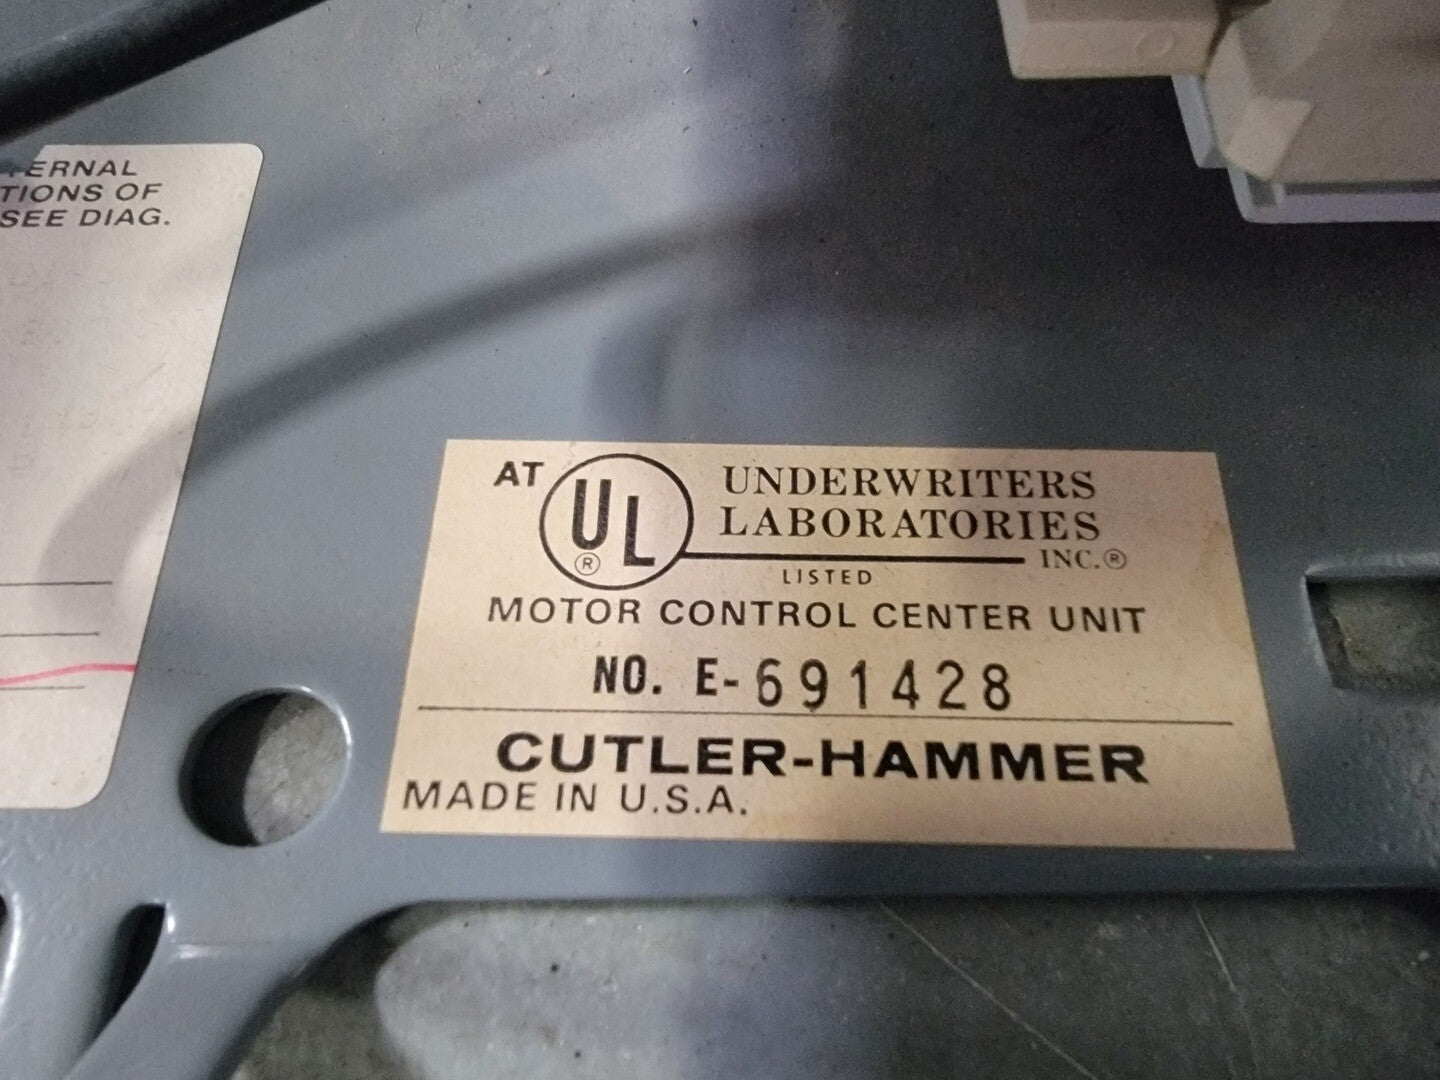 ERNAL
TIONS OF
SEE DIAG.
AT UL® UNDERWRITERS
LABORATORIES
INC.®
LISTED
MOTOR CONTROL CENTER UNIT
NO. E-691428
CUTLER-HAMMER
MADE IN U.S.A.